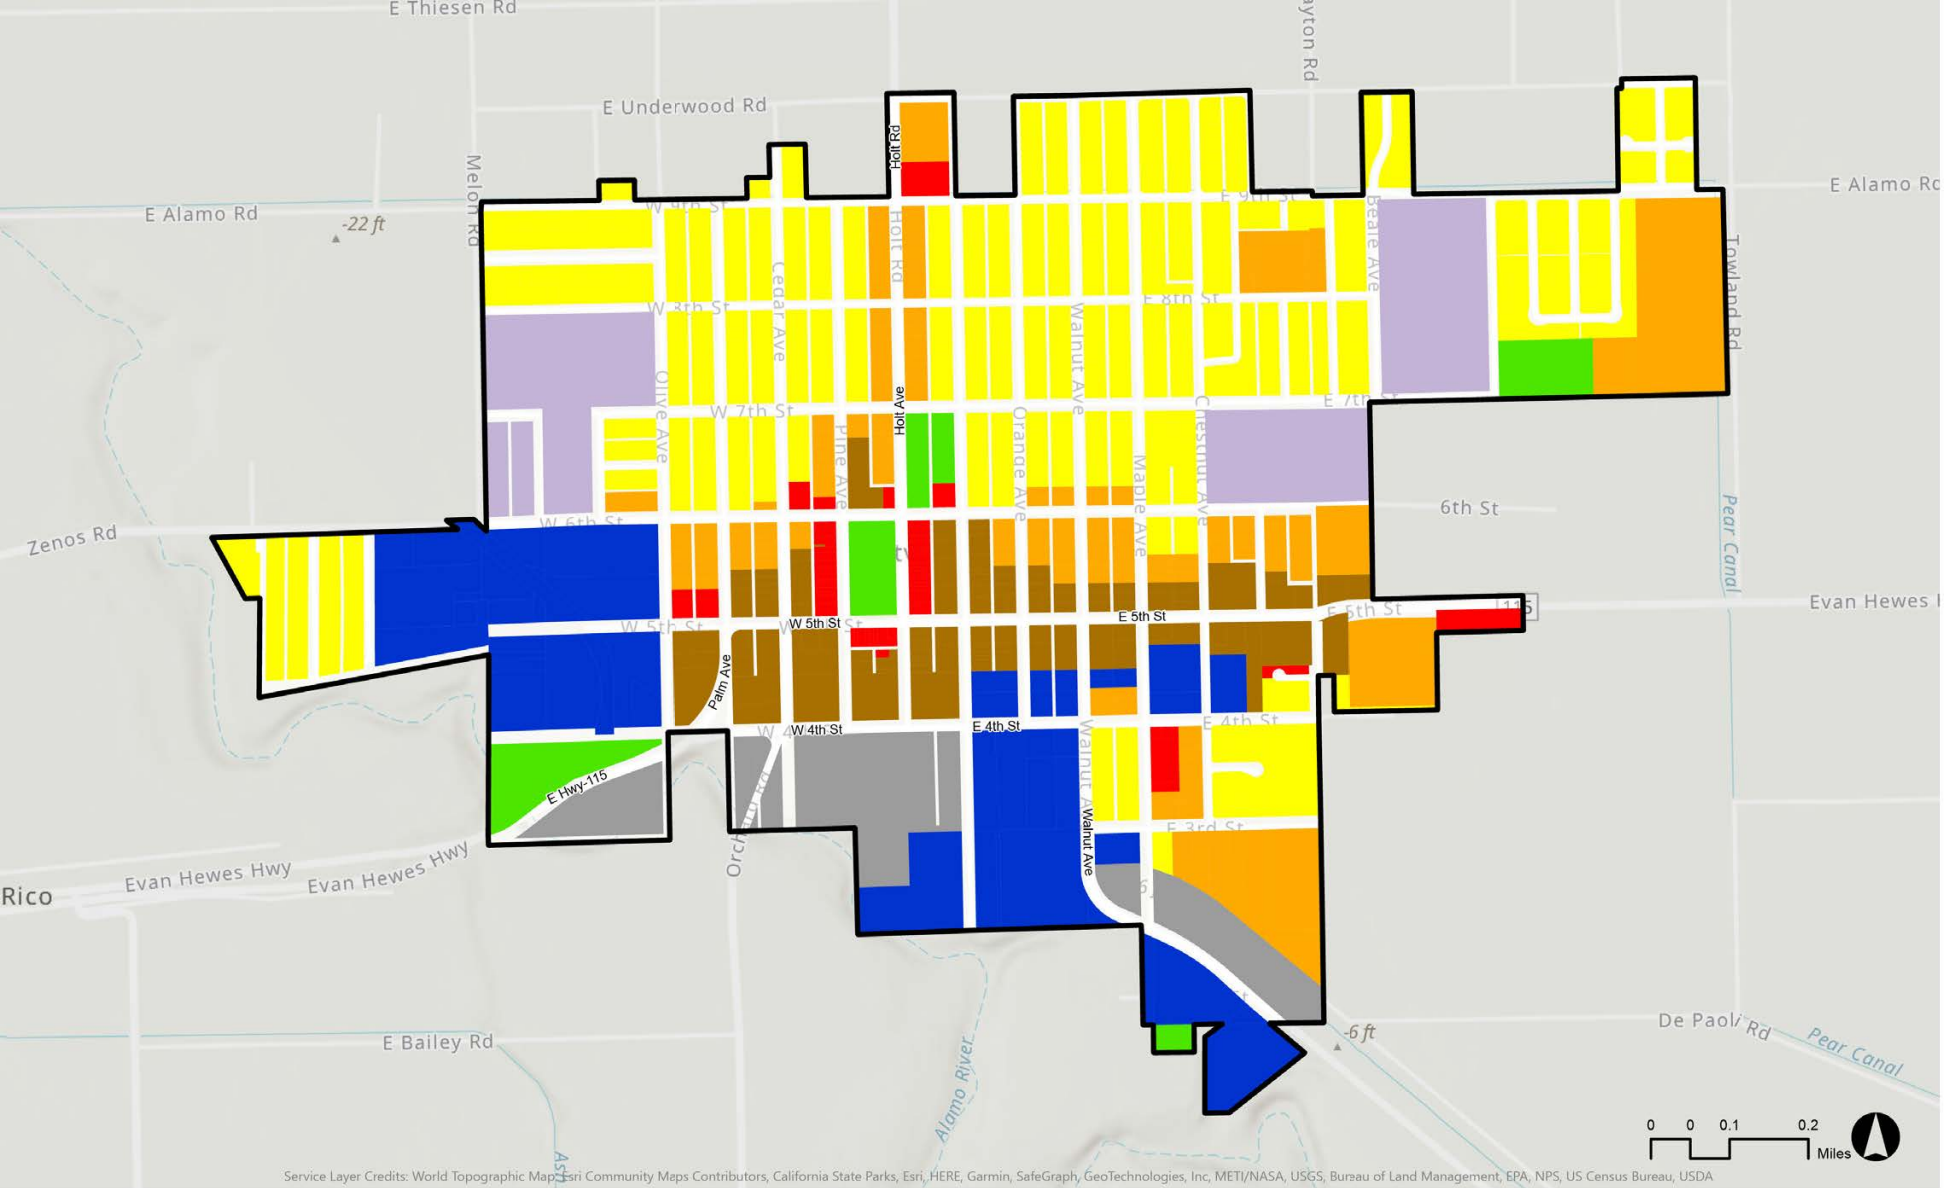 E Thiesen Rd
E Underwood Rd
Melon Rd
E Alamo Rd
-22 ft
W 9th St
Holt Rd
E 9th St
E Alamo Rd
Holt Rd
Cedar Ave
Beale Ave
Towland Rd
W 8th St
E 8th St
Walnut Ave
Olive Ave
W 7th St
Holt Ave
Pine Ave
Orange Ave
Maple Ave
Chestnut Ave
E 7th St
Zenos Rd
W 6th St
6th St
Pear Canal
W 5th St
W 5th St
E 5th St
E 5th St
115
Evan Hewes H
Palm Ave
W 4th St
E 4th St
E 4th St
Walnut Ave
E Hwy-115
Orchard Rd
Walnut Ave
E 3rd St
Rico
Evan Hewes Hwy
Evan Hewes Hwy
E Bailey Rd
Alamo River
-6 ft
De Paoli Rd
Pear Canal
0 0 0.1 0.2
Miles
Service Layer Credits: World Topographic Map: Esri Community Maps Contributors, California State Parks, Esri, HERE, Garmin, SafeGraph, GeoTechnologies, Inc, METI/NASA, USGS, Bureau of Land Management, EPA, NPS, US Census Bureau, USDA